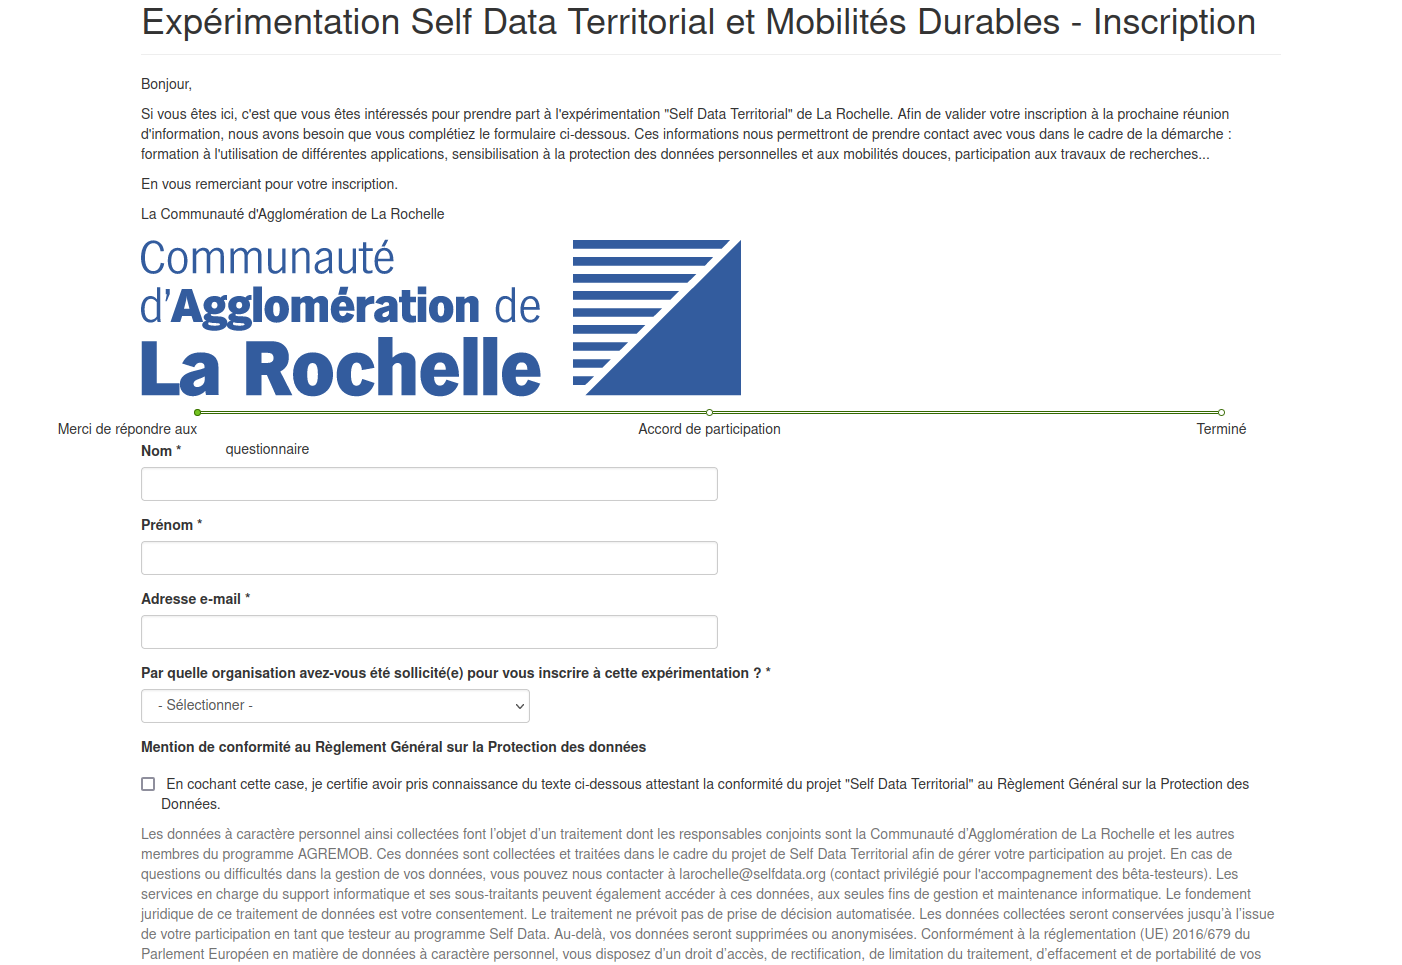 Expérimentation Self Data Territorial et Mobilités Durables - Inscription
Bonjour,
Si vous êtes ici, c'est que vous êtes intéressés pour prendre part à l'expérimentation "Self Data Territorial" de La Rochelle. Afin de valider votre inscription à la prochaine réunion
d'information, nous avons besoin que vous complétiez le formulaire ci-dessous. Ces informations nous permettront de prendre contact avec vous dans le cadre de la démarche :
formation à l'utilisation de différentes applications, sensibilisation à la protection des données personnelles et aux mobilités douces, participation aux travaux de recherches...
En vous remerciant pour votre inscription.
La Communauté d'Agglomération de La Rochelle
Communauté
d'Agglomération de
La Rochelle
Merci de répondre aux
questionnaire
Accord de participation
Terminé
Nom *
Prénom *
Adresse e-mail *
Par quelle organisation avez-vous été sollicité(e) pour vous inscrire à cette expérimentation ? *
- Sélectionner -
Mention de conformité au Règlement Général sur la Protection des données
En cochant cette case, je certifie avoir pris connaissance du texte ci-dessous attestant la conformité du projet "Self Data Territorial" au Règlement Général sur la Protection des
Données.
Les données à caractère personnel ainsi collectées font l’objet d’un traitement dont les responsables conjoints sont la Communauté d’Agglomération de La Rochelle et les autres
membres du programme AGREMOB. Ces données sont collectées et traitées dans le cadre du projet de Self Data Territorial afin de gérer votre participation au projet. En cas de
questions ou difficultés dans la gestion de vos données, vous pouvez nous contacter à larochelle@selfdata.org (contact privilégié pour l'accompagnement des bêta-testeurs). Les
services en charge du support informatique et ses sous-traitants peuvent également accéder à ces données, aux seules fins de gestion et maintenance informatique. Le fondement
juridique de ce traitement de données est votre consentement. Le traitement ne prévoit pas de prise de décision automatisée. Les données collectées seront conservées jusqu’à l’issue
de votre participation en tant que testeur au programme Self Data. Au-delà, vos données seront supprimées ou anonymisées. Conformément à la réglementation (UE) 2016/679 du
Parlement Européen en matière de données à caractère personnel, vous disposez d’un droit d’accès, de rectification, de limitation du traitement, d’effacement et de portabilité de vos